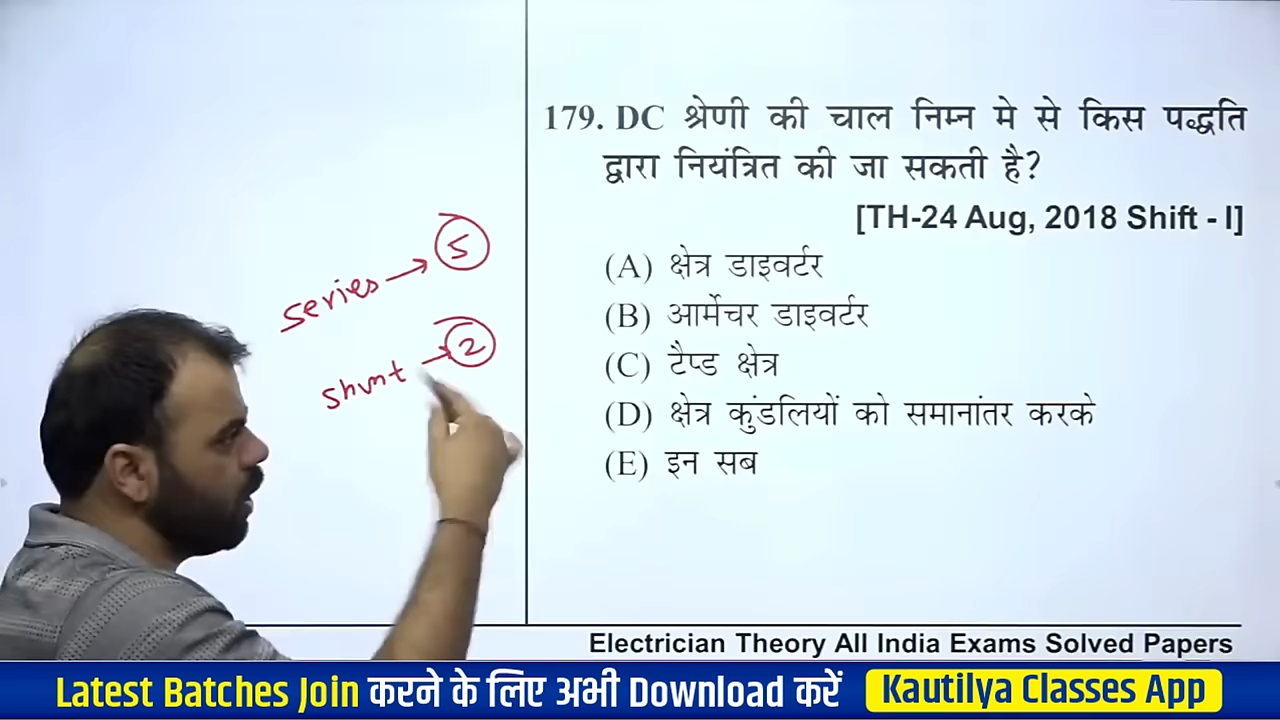 179. DC श्रेणी की चाल निम्न मे से किस पद्धति
द्वारा नियंत्रित की जा सकती है?
[TH-24 Aug, 2018 Shift - I]
(A) क्षेत्र डाइवर्टर
(B) आर्मेचर डाइवर्टर
(C) टैप्ड क्षेत्र
(D) क्षेत्र कुंडलियों को समानांतर करके
(E) इन सब
series → 5
shunt → 2
Electrician Theory All India Exams Solved Papers
Latest Batches Join करने के लिए अभी Download करें Kautilya Classes App